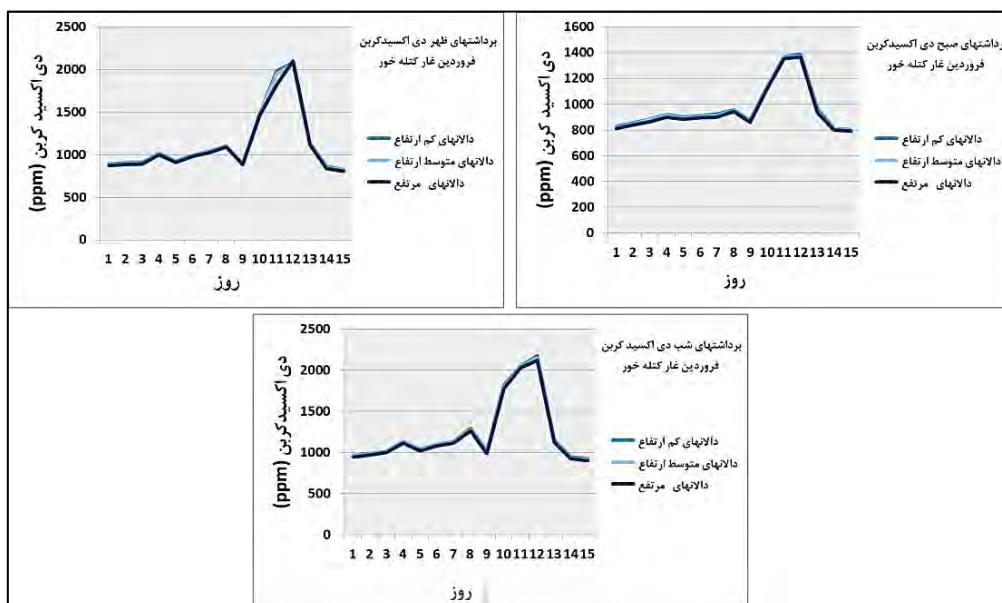 برداشتهای صبح دی اکسیدکربن
فروردین غار کتله خور
دی اکسید کربن (ppm)
1600
1400
1200
1000
800
600
400
200
0
1 2 3 4 5 6 7 8 9 10 11 12 13 14 15
روز
دالانهای کم ارتفاع
دالانهای متوسط ارتفاع
دالانهای مرتفع
برداشتهای ظهر دی اکسیدکربن
فروردین غار کتله خور
دی اکسید کربن (ppm)
2500
2000
1500
1000
500
0
1 2 3 4 5 6 7 8 9 10 11 12 13 14 15
روز
دالانهای کم ارتفاع
دالانهای متوسط ارتفاع
دالانهای مرتفع
برداشتهای شب دی اکسید کربن
فروردین غار کتله خور
دی اکسیدکربن (ppm)
2500
2000
1500
1000
500
0
1 2 3 4 5 6 7 8 9 10 11 12 13 14 15
روز
دالانهای کم ارتفاع
دالانهای متوسط ارتفاع
دالانهای مرتفع